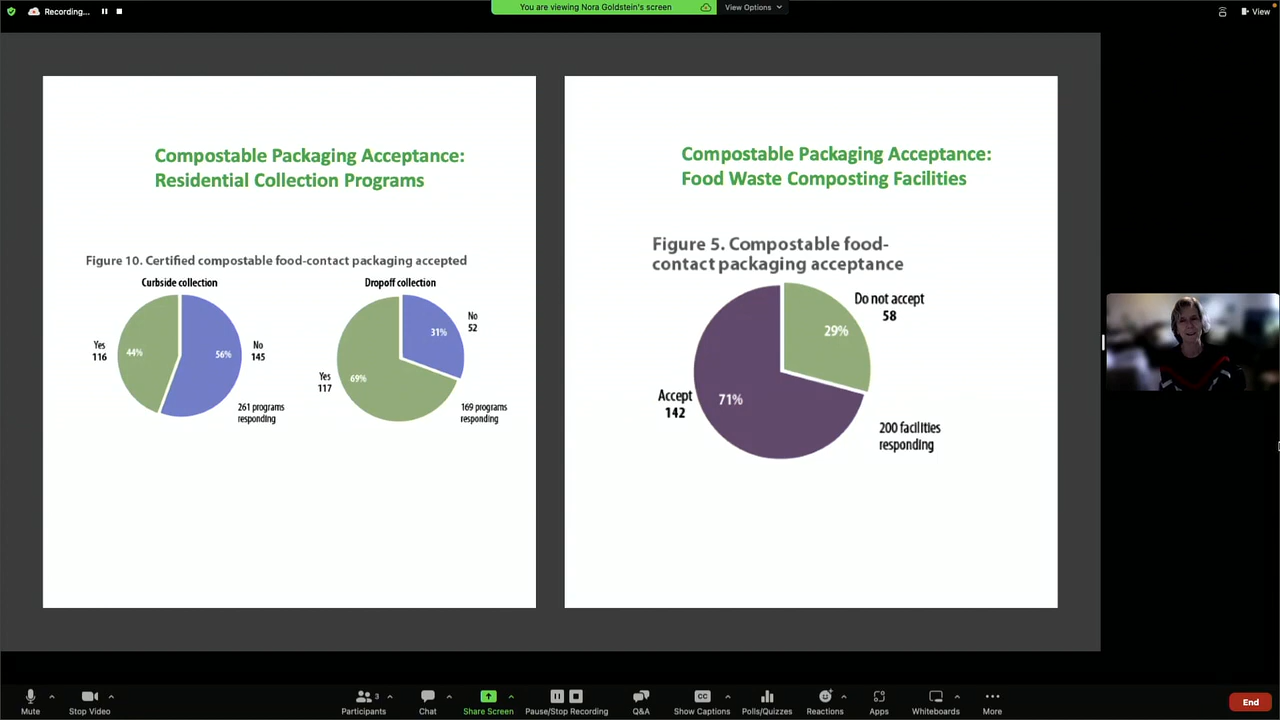 Recording...
You are viewing Nora Goldstein's screen
View Options
View
Compostable Packaging Acceptance:
Residential Collection Programs
Figure 10. Certified compostable food-contact packaging accepted
Curbside collection
Yes
116
44%
56%
No
145
261 programs
responding
Dropoff collection
No
52
31%
Yes
117
69%
169 programs
responding
Compostable Packaging Acceptance:
Food Waste Composting Facilities
Figure 5. Compostable food-
contact packaging acceptance
Do not accept
58
29%
Accept
142
71%
200 facilities
responding
Mute
Stop Video
Participants
3
Chat
Share Screen
Pause/Stop Recording
Q&A
CC
Show Captions
Polls/Quizzes
Reactions
Apps
Whiteboards
More
End